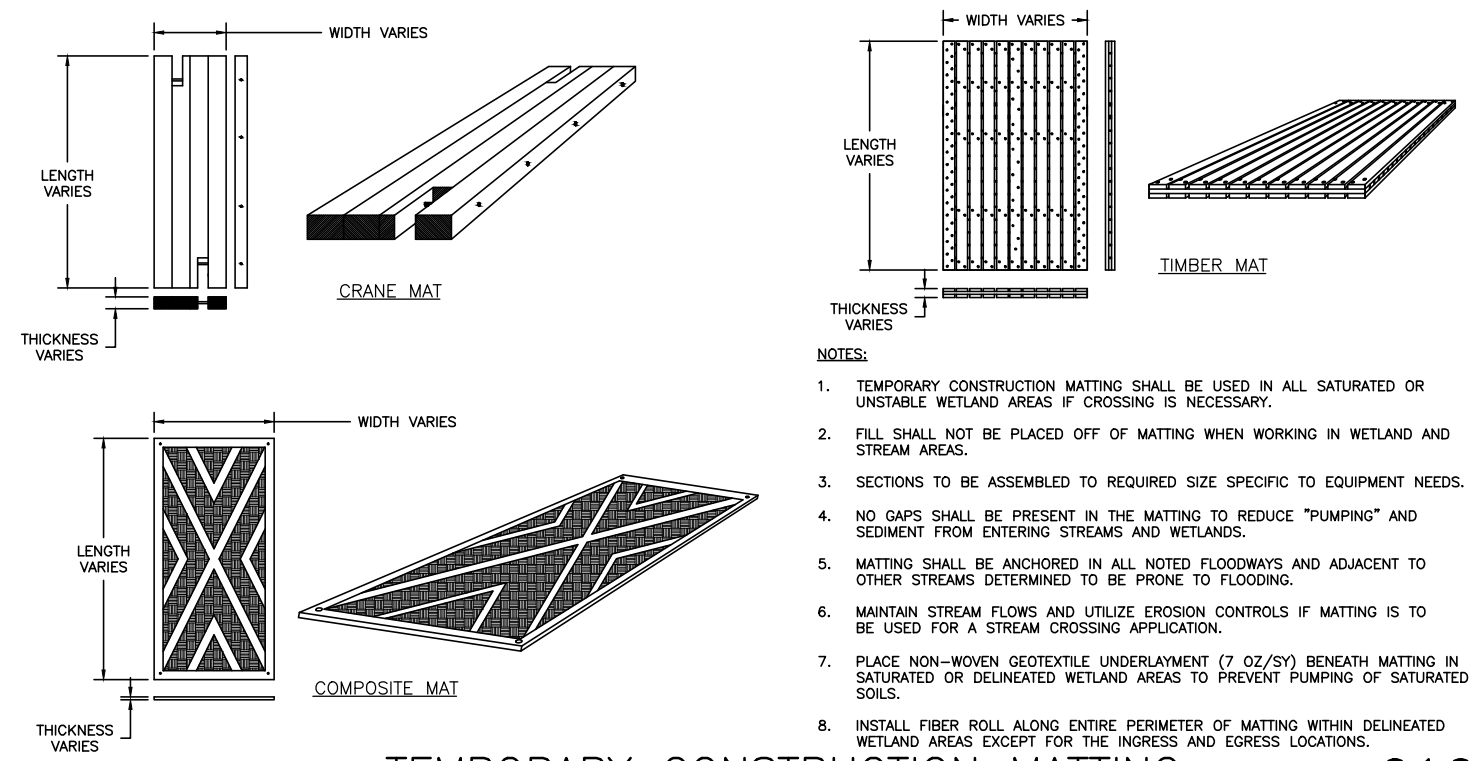 WIDTH VARIES
LENGTH
VARIES
CRANE MAT
THICKNESS
VARIES
WIDTH VARIES
LENGTH
VARIES
TIMBER MAT
THICKNESS
VARIES
WIDTH VARIES
LENGTH
VARIES
COMPOSITE MAT
THICKNESS
VARIES
NOTES:
1. TEMPORARY CONSTRUCTION MATTING SHALL BE USED IN ALL SATURATED OR
UNSTABLE WETLAND AREAS IF CROSSING IS NECESSARY.
2. FILL SHALL NOT BE PLACED OFF OF MATTING WHEN WORKING IN WETLAND AND
STREAM AREAS.
3. SECTIONS TO BE ASSEMBLED TO REQUIRED SIZE SPECIFIC TO EQUIPMENT NEEDS.
4. NO GAPS SHALL BE PRESENT IN THE MATTING TO REDUCE "PUMPING" AND
SEDIMENT FROM ENTERING STREAMS AND WETLANDS.
5. MATTING SHALL BE ANCHORED IN ALL NOTED FLOODWAYS AND ADJACENT TO
OTHER STREAMS DETERMINED TO BE PRONE TO FLOODING.
6. MAINTAIN STREAM FLOWS AND UTILIZE EROSION CONTROLS IF MATTING IS TO
BE USED FOR A STREAM CROSSING APPLICATION.
7. PLACE NON-WOVEN GEOTEXTILE UNDERLAYMENT (7 OZ/SY) BENEATH MATTING IN
SATURATED OR DELINEATED WETLAND AREAS TO PREVENT PUMPING OF SATURATED
SOILS.
8. INSTALL FIBER ROLL ALONG ENTIRE PERIMETER OF MATTING WITHIN DELINEATED
WETLAND AREAS EXCEPT FOR THE INGRESS AND EGRESS LOCATIONS.
TEMPORARY CONSTRUCTION MATTING